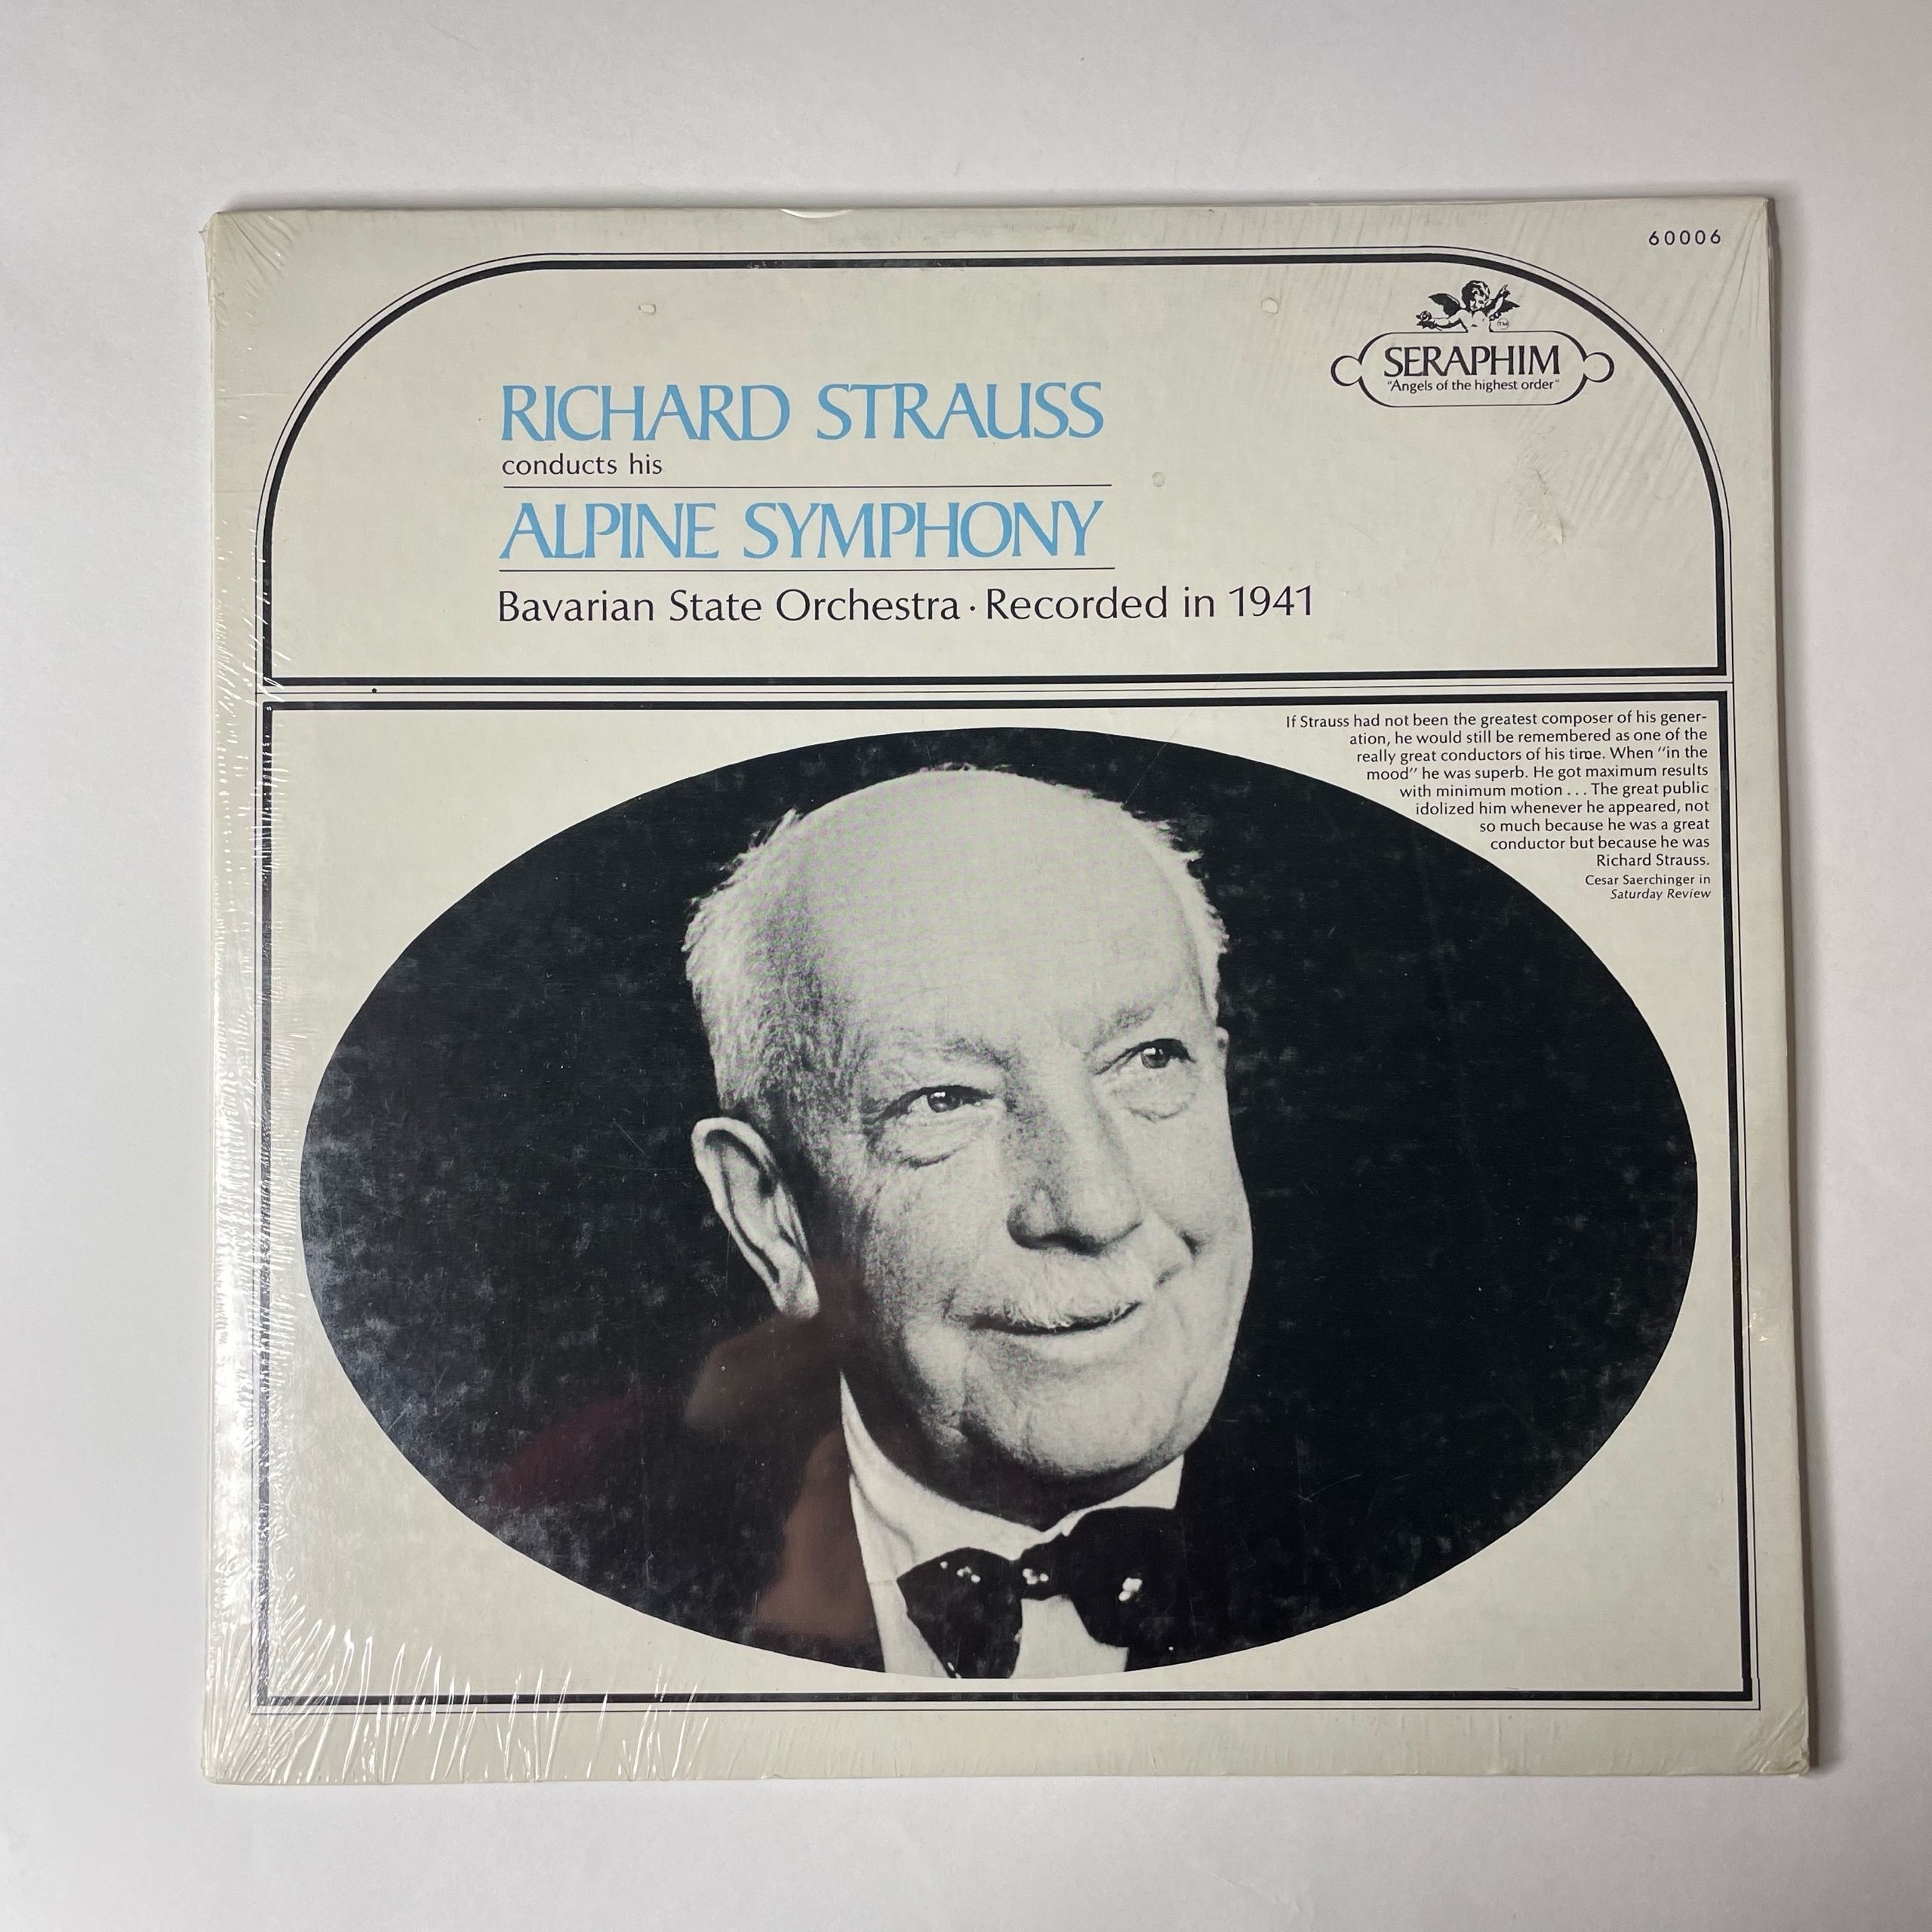 60006
SERAPHIM
"Angels of the highest order"
RICHARD STRAUSS
conducts his
ALPINE SYMPHONY
Bavarian State Orchestra · Recorded in 1941
If Strauss had not been the greatest composer of his gener-
ation, he would still be remembered as one of the
really great conductors of his time. When "in the
mood" he was superb. He got maximum results
with minimum motion . . . The great public
idolized him whenever he appeared, not
so much because he was a great
conductor but because he was
Richard Strauss.
Cesar Saerchinger in
Saturday Review